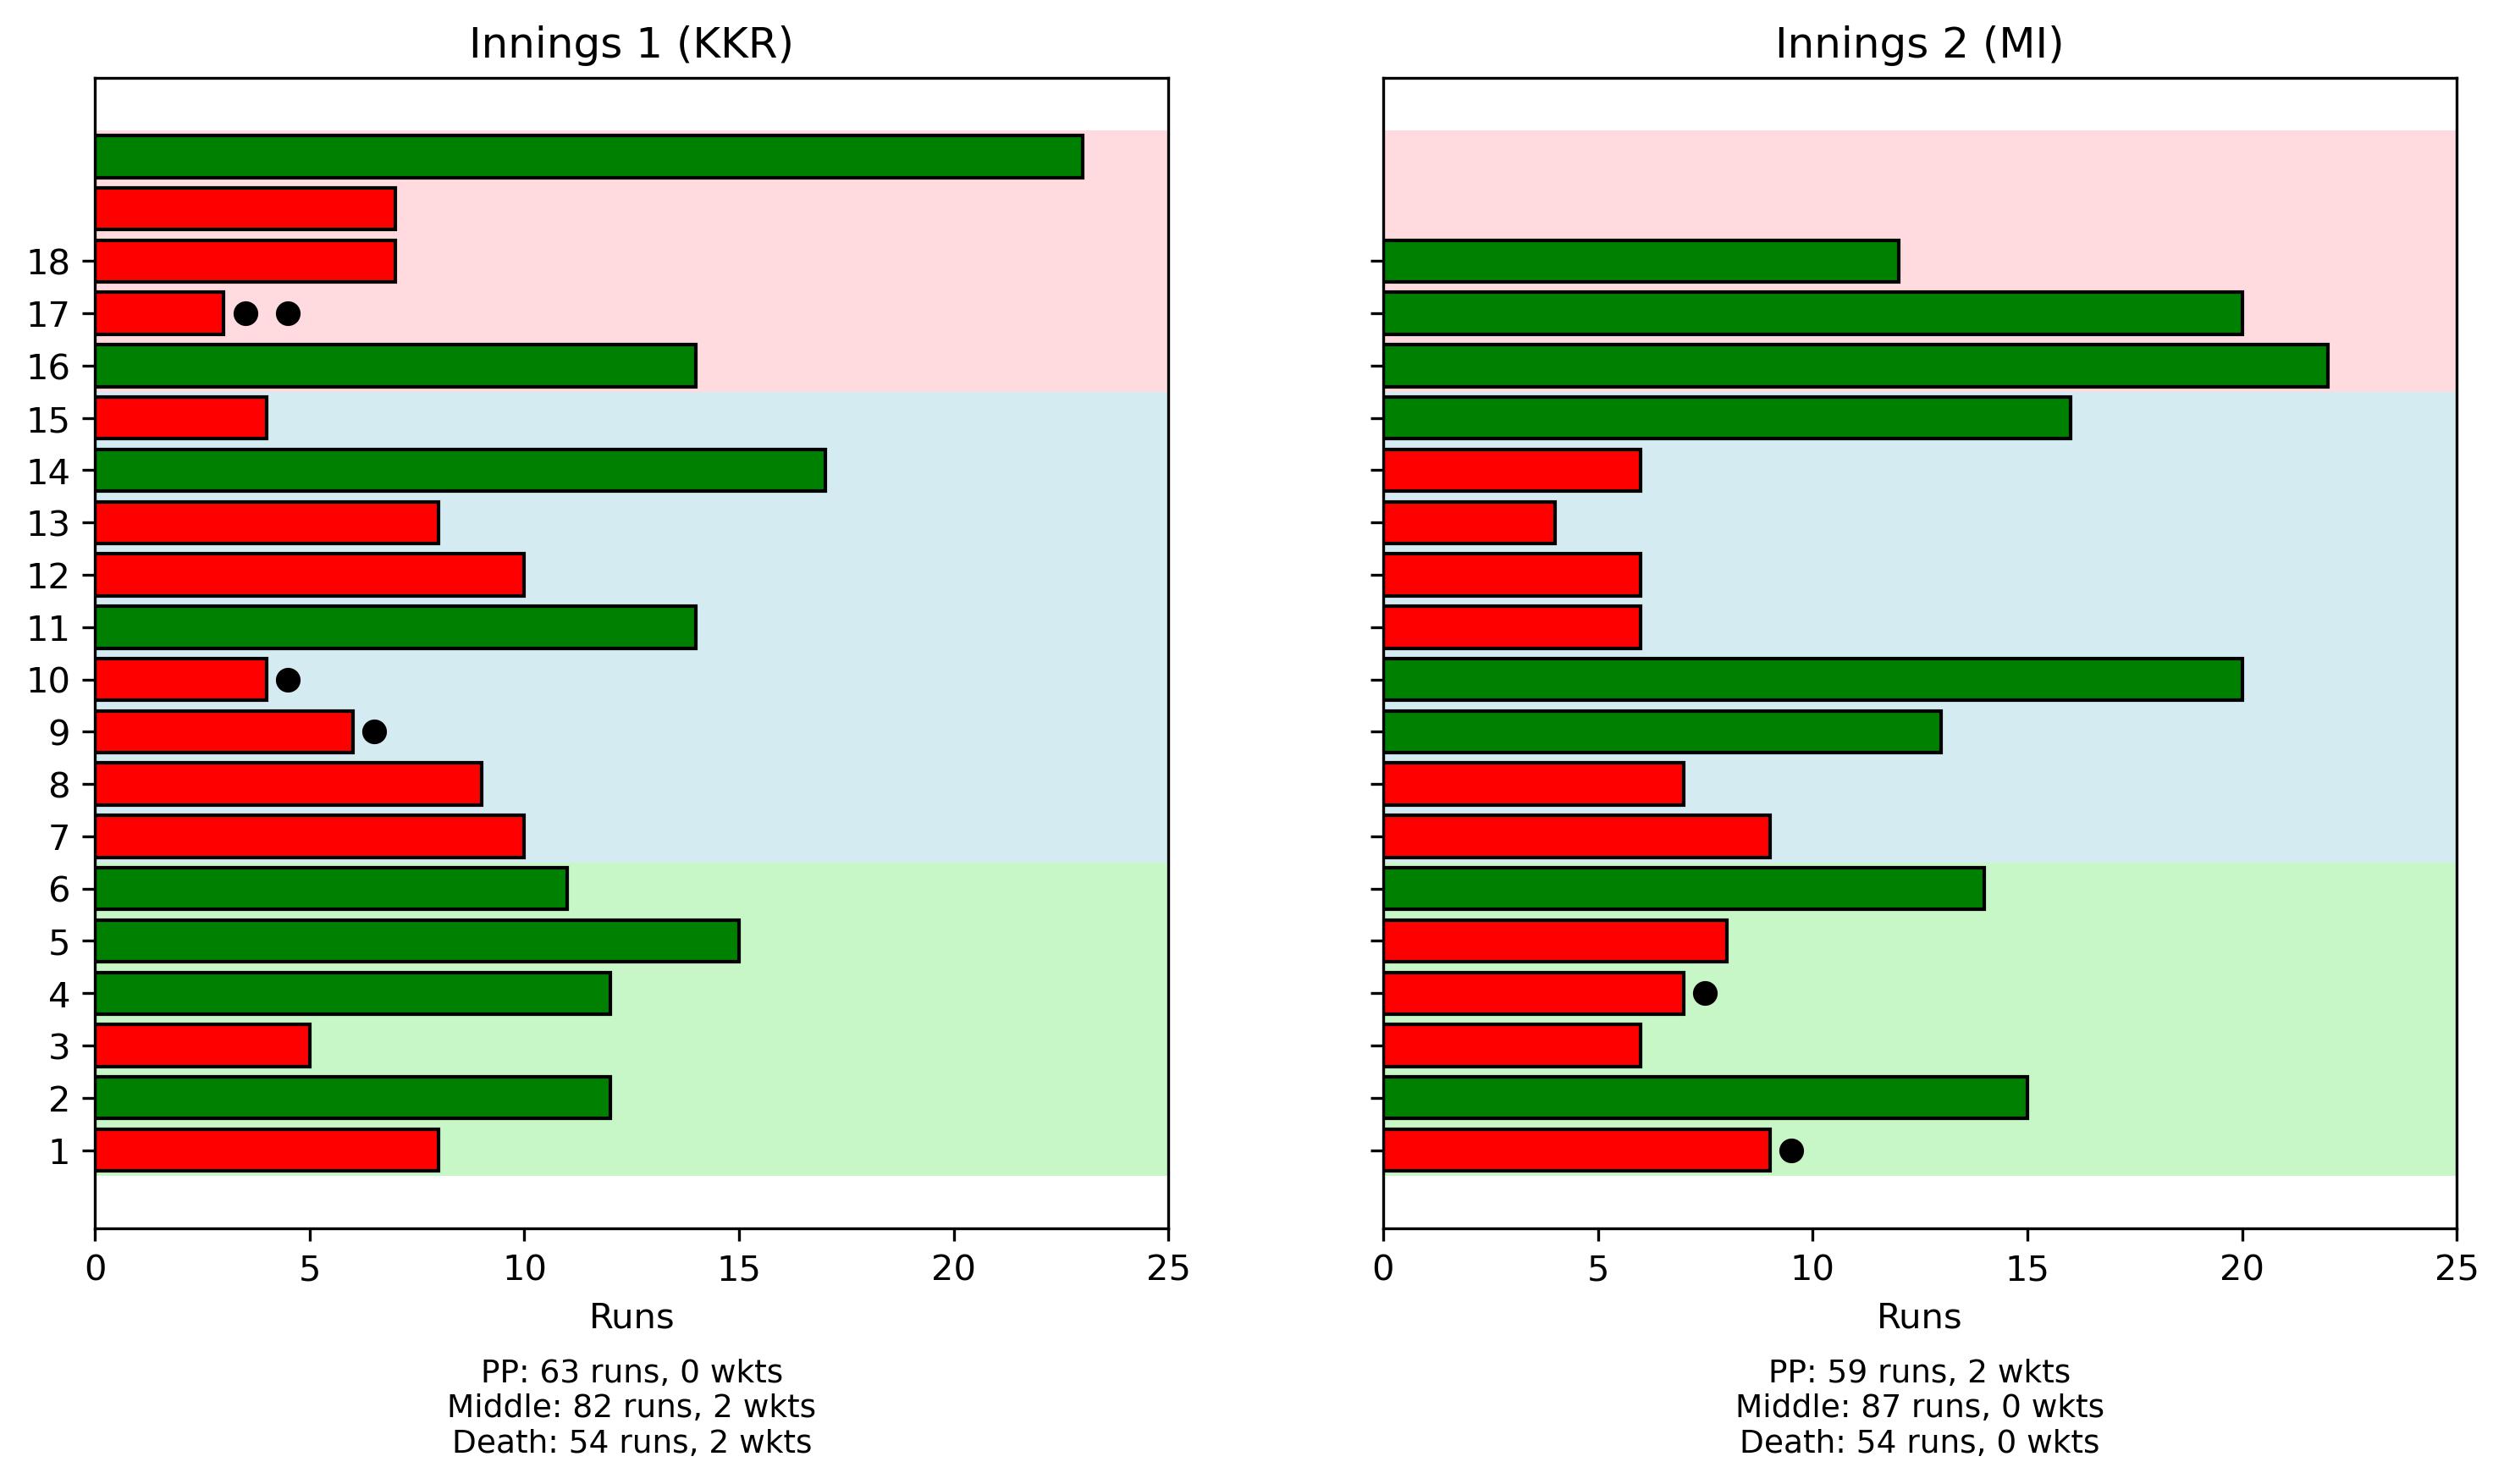 Innings 1 (KKR)
18
17
16
15
14
13
12
11
10
9
8
7
6
5
4
3
2
1
0 5 10 15 20 25
Runs
PP: 63 runs, 0 wkts
Middle: 82 runs, 2 wkts
Death: 54 runs, 2 wkts
Innings 2 (MI)
0 5 10 15 20 25
Runs
PP: 59 runs, 2 wkts
Middle: 87 runs, 0 wkts
Death: 54 runs, 0 wkts